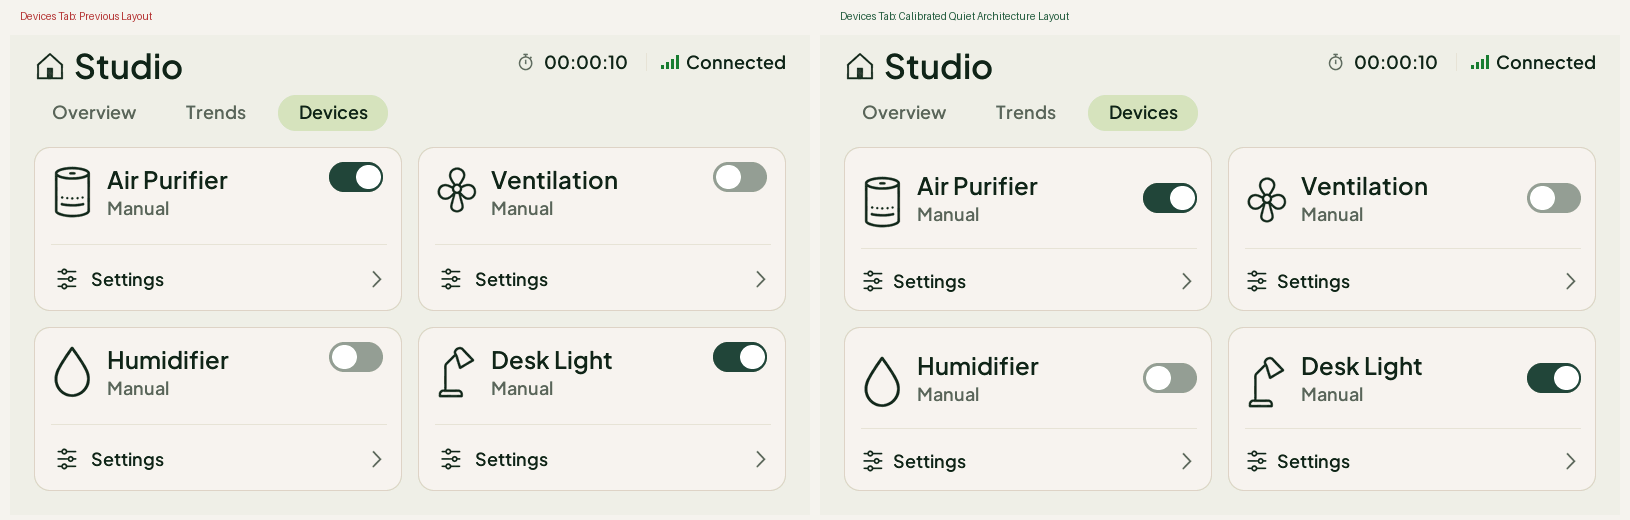 Devices Tab: Previous Layout
Studio
00:00:10
Connected
Overview
Trends
Devices
Air Purifier
Manual
Settings
Ventilation
Manual
Settings
Humidifier
Manual
Settings
Desk Light
Manual
Settings
Devices Tab: Calibrated Quiet Architecture Layout
Studio
00:00:10
Connected
Overview
Trends
Devices
Air Purifier
Manual
Settings
Ventilation
Manual
Settings
Humidifier
Manual
Settings
Desk Light
Manual
Settings